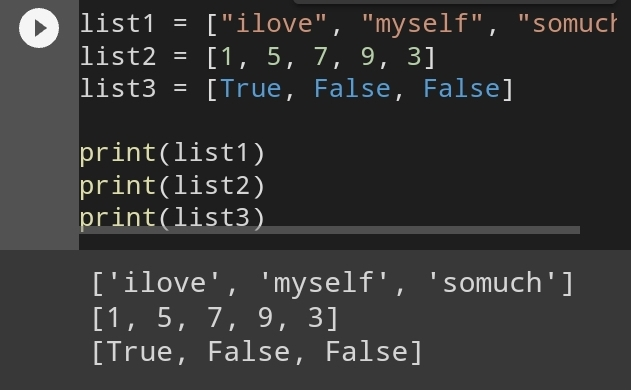 list1 = ["ilove", "myself", "somuch
list2 = [1, 5, 7, 9, 3]
list3 = [True, False, False]
print(list1)
print(list2)
print(list3)
['ilove', 'myself', 'somuch']
[1, 5, 7, 9, 3]
[True, False, False]